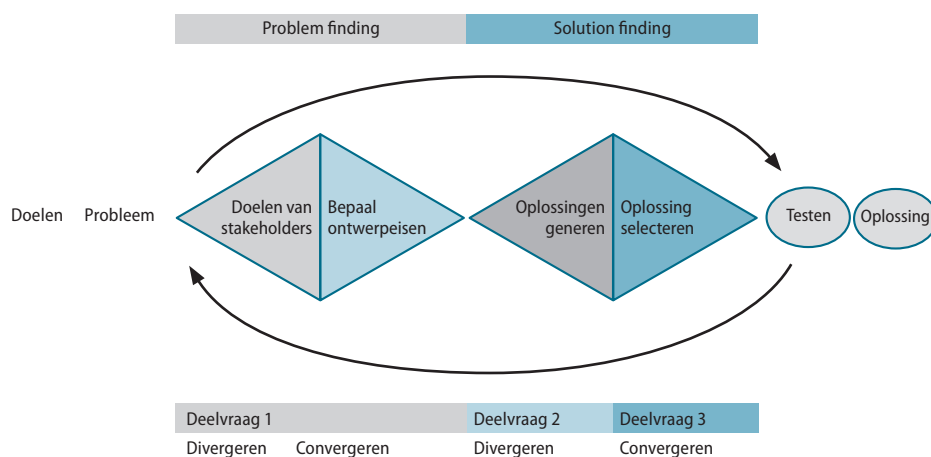 Problem finding
Solution finding
Doelen
Probleem
Doelen van
stakeholders
Bepaal
ontwerpeisen
Oplossingen
generen
Oplossing
selecteren
Testen
Oplossing
Deelvraag 1
Deelvraag 2
Deelvraag 3
Divergeren
Convergeren
Divergeren
Convergeren